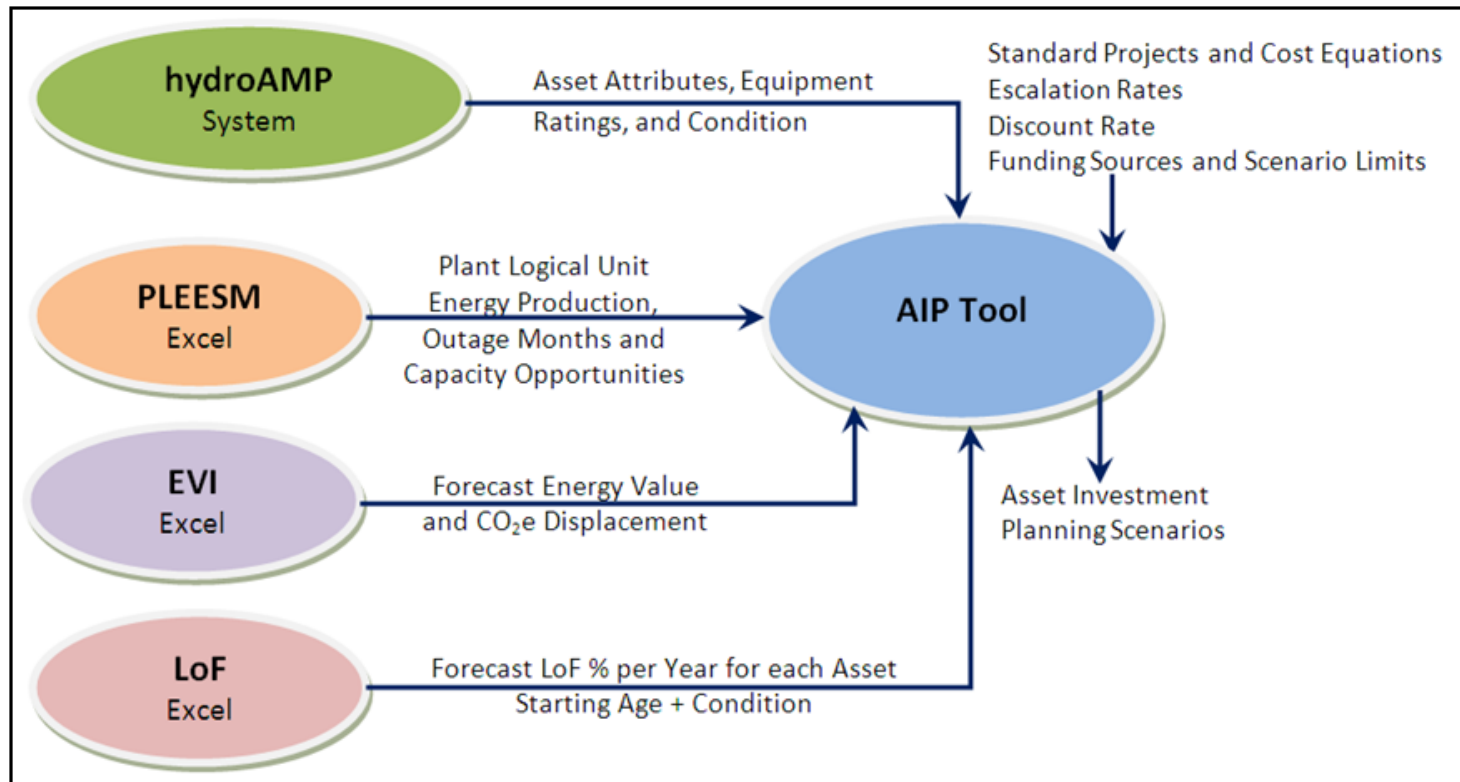 hydroAMP
System
Asset Attributes, Equipment
Ratings, and Condition
Standard Projects and Cost Equations
Escalation Rates
Discount Rate
Funding Sources and Scenario Limits
PLEESM
Excel
Plant Logical Unit
Energy Production,
Outage Months and
Capacity Opportunities
AIP Tool
EVI
Excel
Forecast Energy Value
and CO₂e Displacement
Asset Investment
Planning Scenarios
LoF
Excel
Forecast LoF % per Year for each Asset
Starting Age + Condition